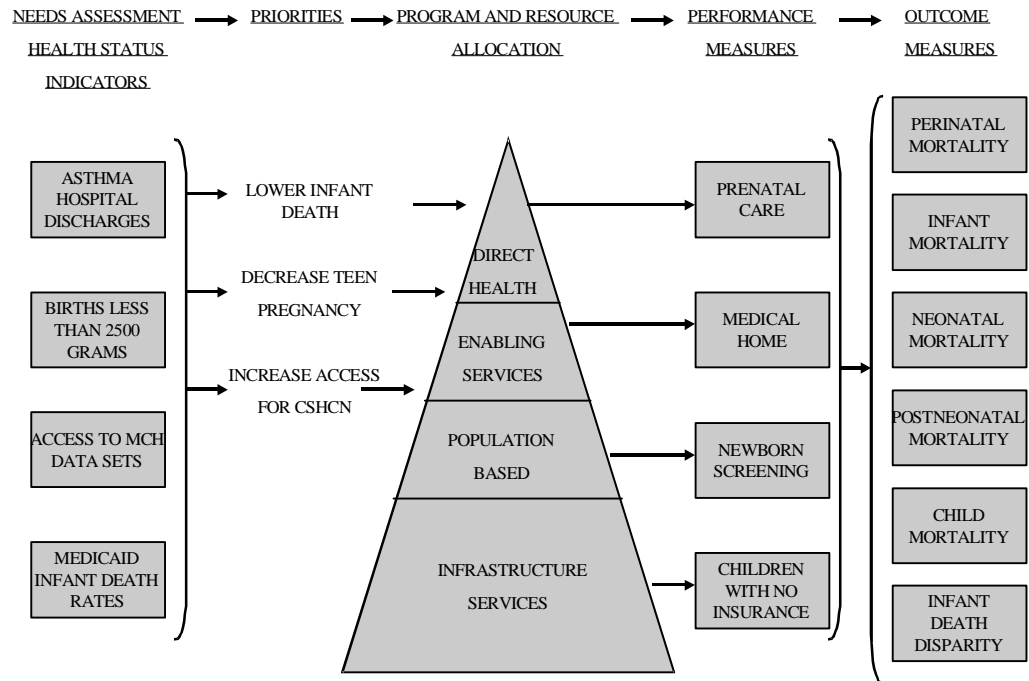 NEEDS ASSESSMENT
HEALTH STATUS
INDICATORS
PRIORITIES
PROGRAM AND RESOURCE
ALLOCATION
PERFORMANCE
MEASURES
OUTCOME
MEASURES
ASTHMA
HOSPITAL
DISCHARGES
BIRTHS LESS
THAN 2500
GRAMS
ACCESS TO MCH
DATA SETS
MEDICAID
INFANT DEATH
RATES
LOWER INFANT
DEATH
DECREASE TEEN
PREGNANCY
INCREASE ACCESS
FOR CSHCN
DIRECT
HEALTH
ENABLING
SERVICES
POPULATION
BASED
INFRASTRUCTURE
SERVICES
PRENATAL
CARE
MEDICAL
HOME
NEWBORN
SCREENING
CHILDREN
WITH NO
INSURANCE
PERINATAL
MORTALITY
INFANT
MORTALITY
NEONATAL
MORTALITY
POSTNEONATAL
MORTALITY
CHILD
MORTALITY
INFANT
DEATH
DISPARITY